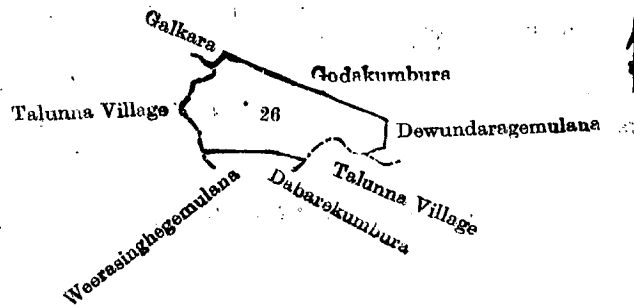 Galkara
Godakumbura
Talunna Village
26
Dewundaragemulana
Talunna Village
Dabarekumbura
Weerasinghegemulana